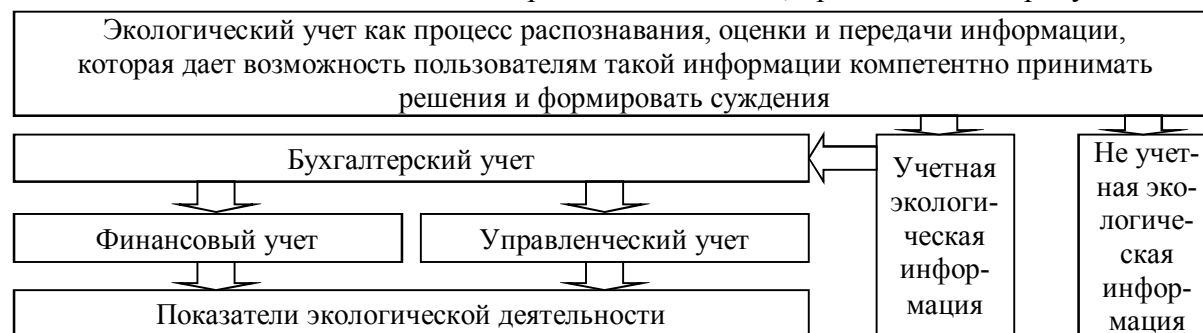 Экологический учет как процесс распознавания, оценки и передачи информации,
которая дает возможность пользователям такой информации компетентно принимать
решения и формировать суждения
Бухгалтерский учет
Финансовый учет
Управленческий учет
Показатели экологической деятельности
Учетная
экологи-
ческая
инфор-
мация
Не учет-
ная эко-
логиче-
ская
инфор-
мация